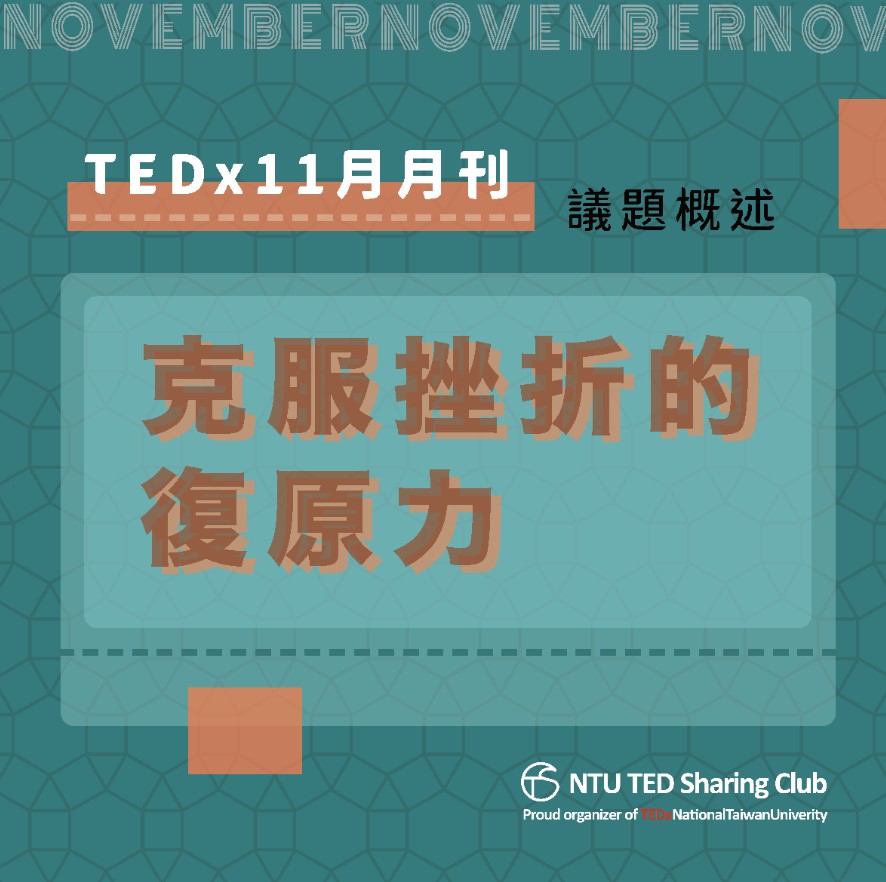 NOVEMBERNOVEMBERNOV
TEDx11月月刊
議題概述
克服挫折的
復原力
NTU TED Sharing Club
Proud organizer of TEDxNationalTaiwanUniverity